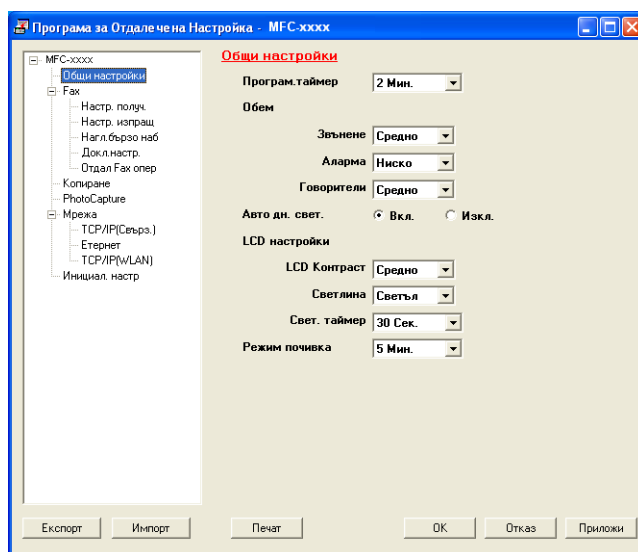 Програма за Отдалечена Настройка - MFC-xxxx
MFC-xxxx
Общи настройки
Fax
Настр. получ.
Настр. изпращ
Нагл.бързо наб
Докл.настр.
Отдал Fax опер
Копиране
PhotoCapture
Мрежа
TCP/IP(Свърз.)
Етернет
TCP/IP(WLAN)
Инициал. настр
Общи настройки
Програм.таймер 2 Мин.
Обем
Звънене Средно
Аларма Ниско
Говорители Средно
Авто дн. свет. Вкл. Изкл.
LCD настройки
LCD Контраст Средно
Светлина Светъл
Свет. таймер 30 Сек.
Режим почивка 5 Мин.
Експорт Импорт Печат OK Отказ Приложи